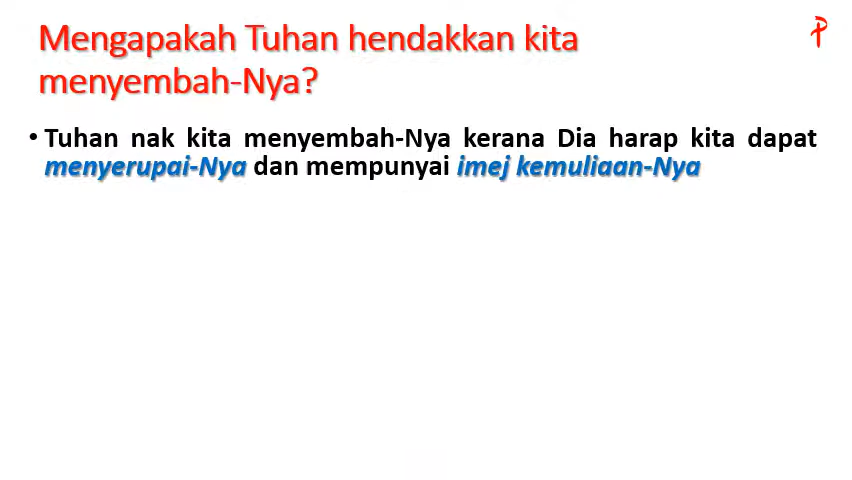 Mengapakah Tuhan hendakkan kita
menyembah-Nya?
• Tuhan nak kita menyembah-Nya kerana Dia harap kita dapat
menyerupai-Nya dan mempunyai imej kemuliaan-Nya